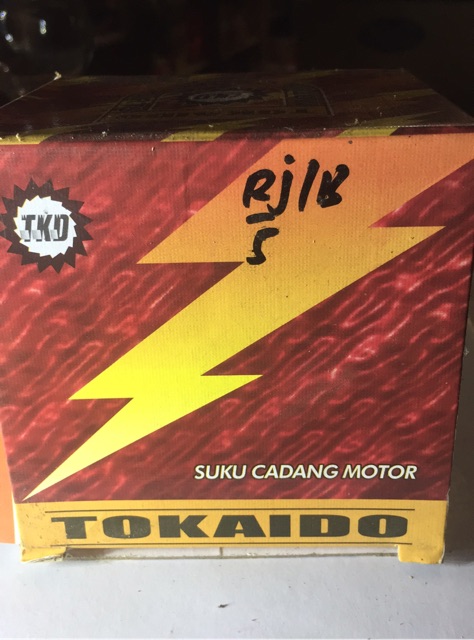 Rj/B
5
TKD
SUKU CADANG MOTOR
TOKAIDO